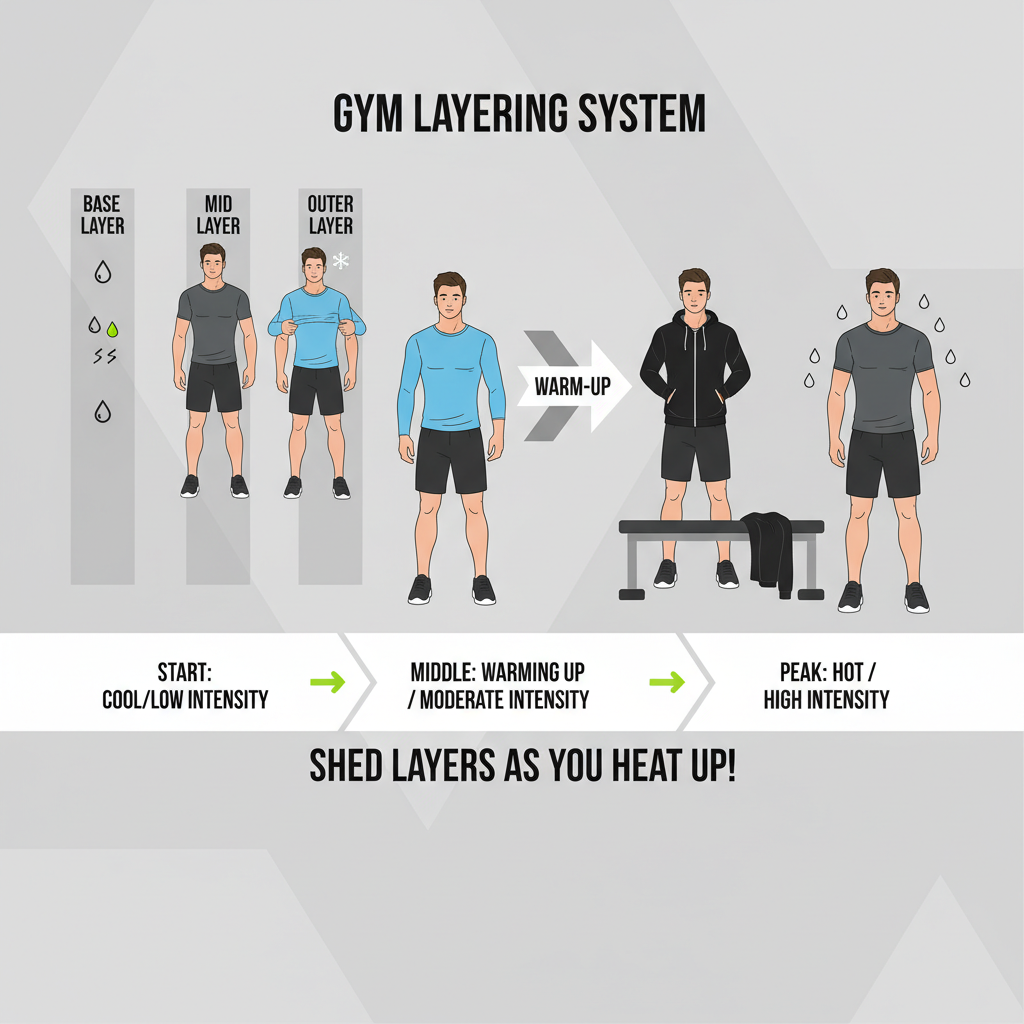 GYM LAYERING SYSTEM
BASE
LAYER
MID
LAYER
OUTER
LAYER
WARM-UP
START:
COOL/LOW INTENSITY
MIDDLE: WARMING UP
/ MODERATE INTENSITY
PEAK: HOT /
HIGH INTENSITY
SHED LAYERS AS YOU HEAT UP!